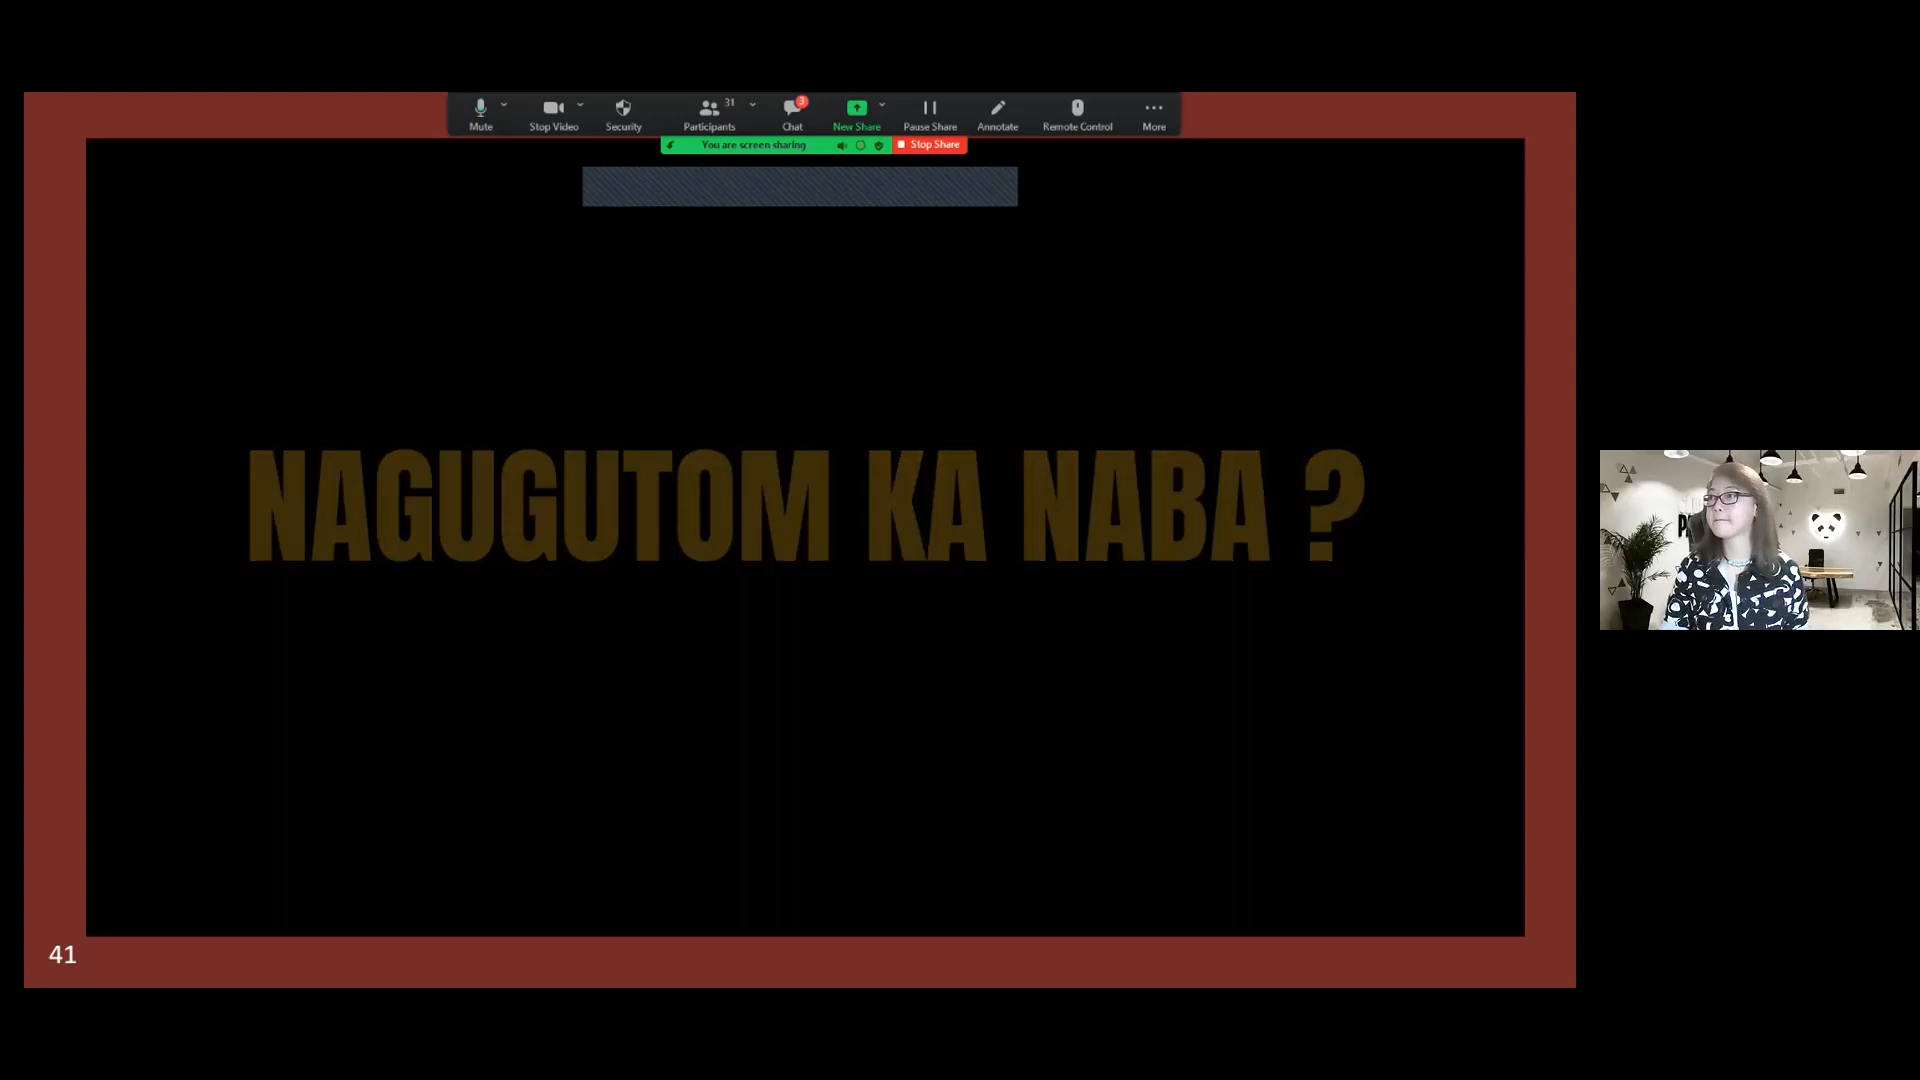 31
3
Mute
Stop Video
Security
Participants
Chat
New Share
Pause Share
Annotate
Remote Control
More
You are screen sharing
Stop Share
NAGUGUTOM KA NABA ?
41